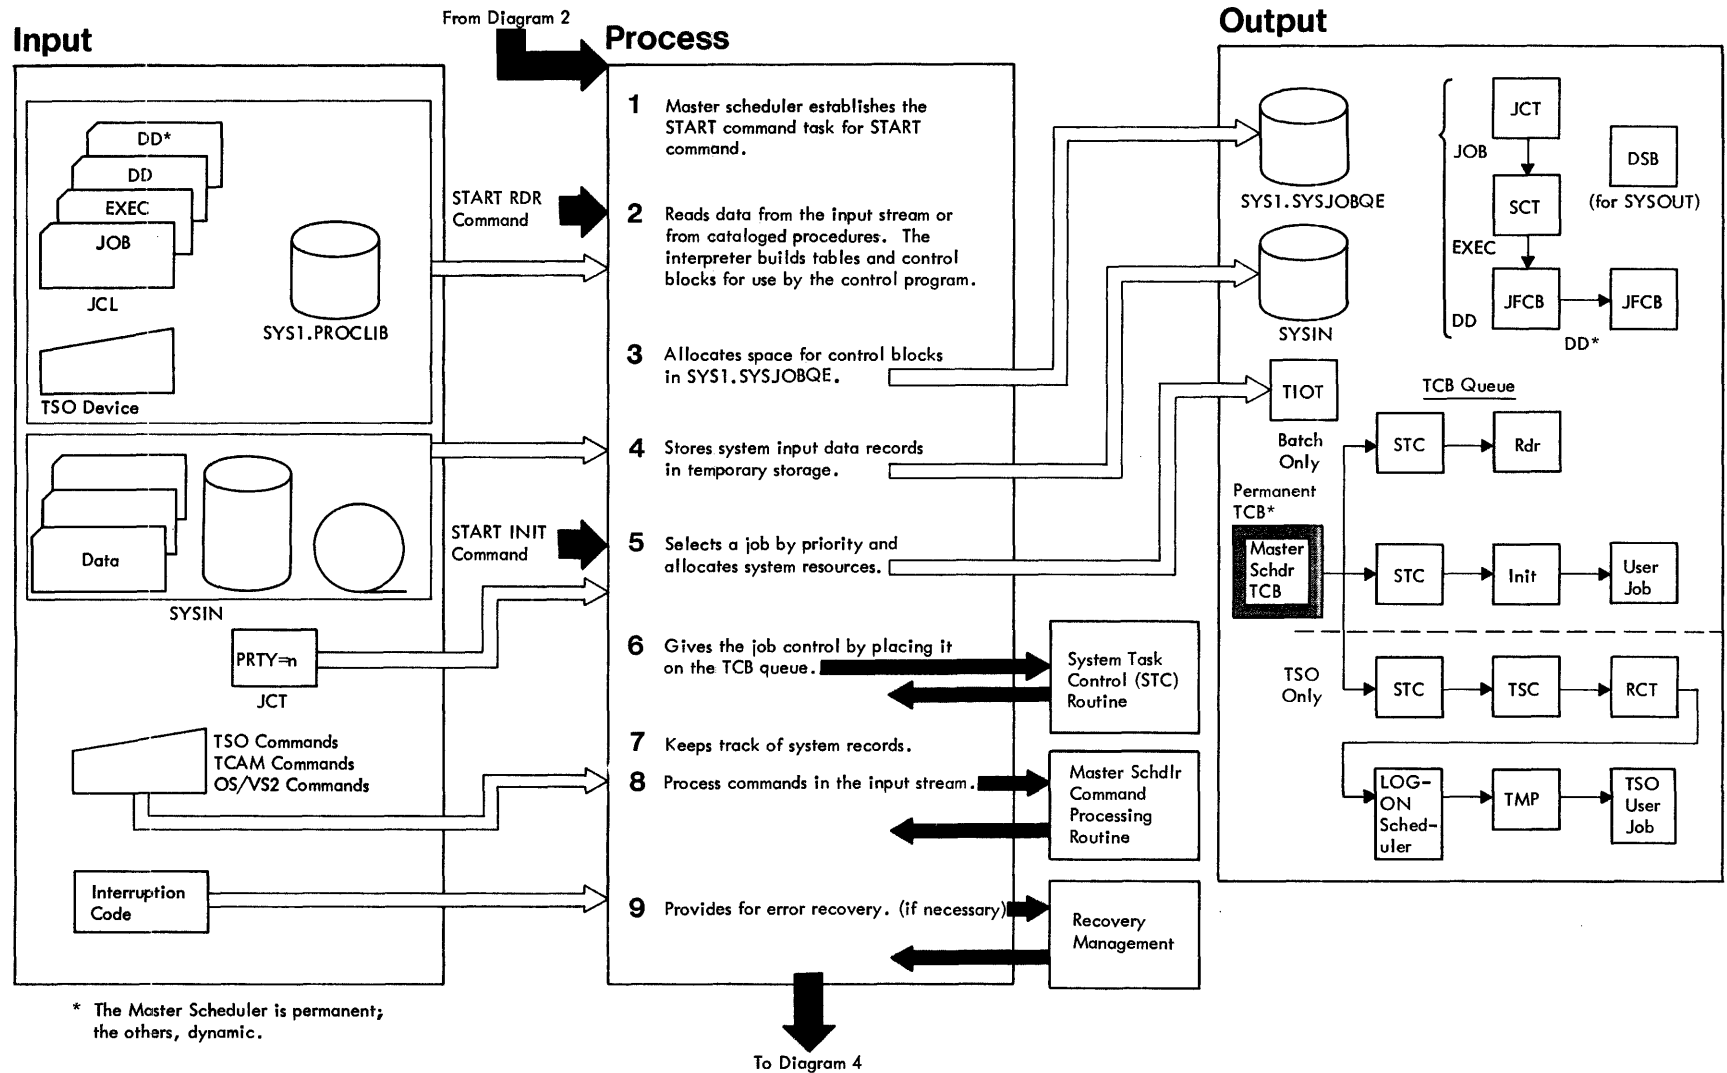 From Diagram 2
Input
Process
Output
DD*
DD
EXEC
JOB
JCL
SYS1.PROCLIB
TSO Device
Data
SYSIN
PRTY=n
JCT
TSO Commands
TCAM Commands
OS/VS2 Commands
Interruption
Code
* The Master Scheduler is permanent;
the others, dynamic.
START RDR
Command
START INIT
Command
1 Master scheduler establishes the
START command task for START
command.
2 Reads data from the input stream or
from cataloged procedures. The
interpreter builds tables and control
blocks for use by the control program.
3 Allocates space for control blocks
in SYS1.SYSJOBQE.
4 Stores system input data records
in temporary storage.
5 Selects a job by priority and
allocates system resources.
6 Gives the job control by placing it
on the TCB queue.
7 Keeps track of system records.
8 Process commands in the input stream.
9 Provides for error recovery. (if necessary)
To Diagram 4
System Task
Control (STC)
Routine
Master Schdlr
Command
Processing
Routine
Recovery
Management
SYS1.SYSJOBQE
SYSIN
TIOT
JOB
EXEC
DD
JCT
SCT
JFCB
JFCB
DD*
DSB
(for SYSOUT)
TCB Queue
Batch
Only
STC
Rdr
Permanent
TCB*
Master
Schdr
TCB
STC
Init
User
Job
TSO
Only
STC
TSC
RCT
LOG-
ON
Sched-
uler
TMP
TSO
User
Job